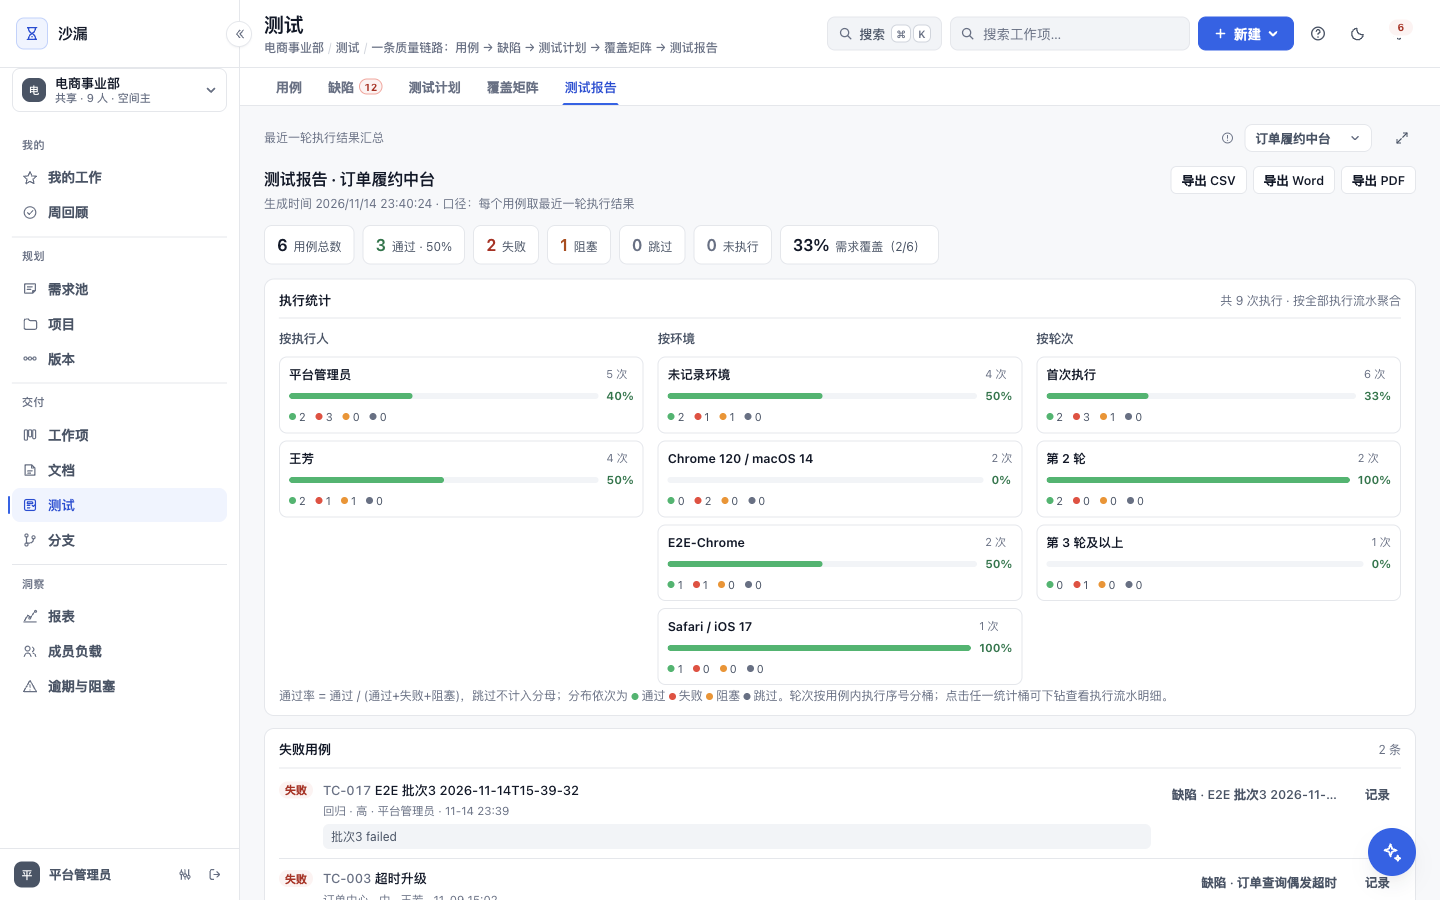 沙漏
电
电商事业部
共享 · 9 人 · 空间主
我的
我的工作
周回顾
规划
需求池
项目
版本
交付
工作项
文档
测试
分支
洞察
报表
成员负载
逾期与阻塞
平
平台管理员
测试
电商事业部 / 测试 / 一条质量链路：用例 → 缺陷 → 测试计划 → 覆盖矩阵 → 测试报告
搜索 ⌘ K
搜索工作项...
+ 新建
6
用例
缺陷 12
测试计划
覆盖矩阵
测试报告
最近一轮执行结果汇总
订单履约中台
测试报告 · 订单履约中台
生成时间 2026/11/14 23:40:24 · 口径：每个用例取最近一轮执行结果
导出 CSV
导出 Word
导出 PDF
6 用例总数
3 通过 · 50%
2 失败
1 阻塞
0 跳过
0 未执行
33% 需求覆盖（2/6）
执行统计
共 9 次执行 · 按全部执行流水聚合
按执行人
平台管理员 5 次
40%
2 3 0 0
王芳 4 次
50%
2 1 1 0
按环境
未记录环境 4 次
50%
2 1 1 0
Chrome 120 / macOS 14 2 次
0%
0 2 0 0
E2E-Chrome 2 次
50%
1 1 0 0
Safari / iOS 17 1 次
100%
1 0 0 0
按轮次
首次执行 6 次
33%
2 3 1 0
第 2 轮 2 次
100%
2 0 0 0
第 3 轮及以上 1 次
0%
0 1 0 0
通过率 = 通过 / (通过+失败+阻塞)，跳过不计入分母；分布依次为 ● 通过 ● 失败 ● 阻塞 ● 跳过。轮次按用例内执行序号分桶；点击任一统计桶可下钻查看执行流水明细。
失败用例
2 条
失败 TC-017 E2E 批次3 2026-11-14T15-39-32
回归 · 高 · 平台管理员 · 11-14 23:39
批次3 failed
缺陷 · E2E 批次3 2026-11-...
记录
失败 TC-003 超时升级
订单中心 · 中 · 王芳 · 11-09 15:02
缺陷 · 订单查询偶发超时
记录